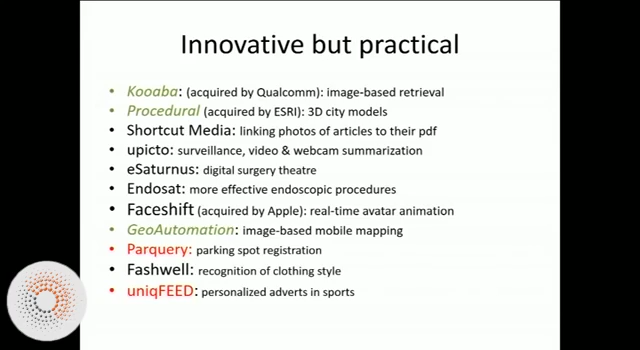 Innovative but practical
• Kooaba: (acquired by Qualcomm): image-based retrieval
• Procedural (acquired by ESRI): 3D city models
• Shortcut Media: linking photos of articles to their pdf
• upicto: surveillance, video & webcam summarization
• eSaturnus: digital surgery theatre
• Endosat: more effective endoscopic procedures
• Faceshift (acquired by Apple): real-time avatar animation
• GeoAutomation: image-based mobile mapping
• Parquery: parking spot registration
• Fashwell: recognition of clothing style
• uniqFEED: personalized adverts in sports